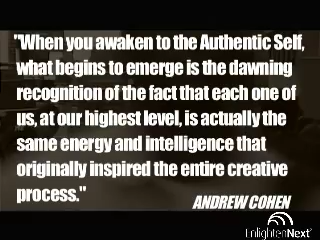 "When you awaken to the Authentic Self,
what begins to emerge is the dawning
recognition of the fact that each one of
us, at our highest level, is actually the
same energy and intelligence that
originally inspired the entire creative
process."
ANDREW COHEN
EnlightenNext